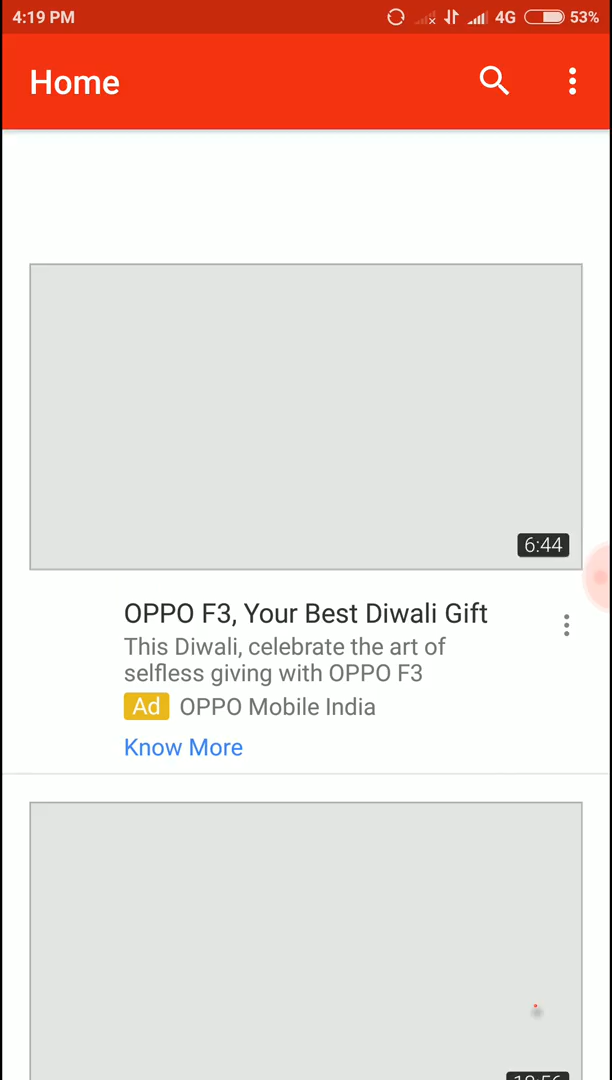 4:19 PM 4G 53%
Home
6:44
OPPO F3, Your Best Diwali Gift
This Diwali, celebrate the art of
selfless giving with OPPO F3
Ad OPPO Mobile India
Know More